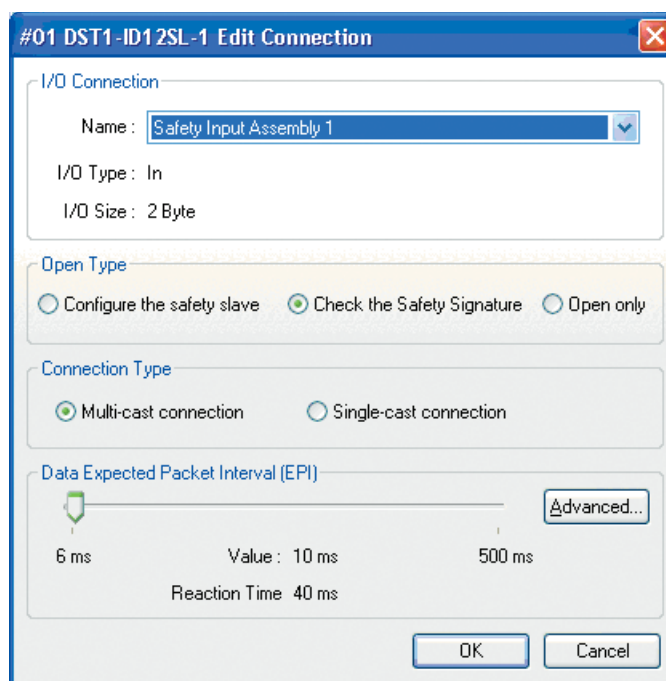 #01 DST1-ID12SL-1 Edit Connection
I/O Connection
Name : Safety Input Assembly 1
I/O Type : In
I/O Size : 2 Byte
Open Type
Configure the safety slave Check the Safety Signature Open only
Connection Type
Multi-cast connection Single-cast connection
Data Expected Packet Interval (EPI)
Advanced...
6 ms Value : 10 ms 500 ms
Reaction Time 40 ms
OK Cancel